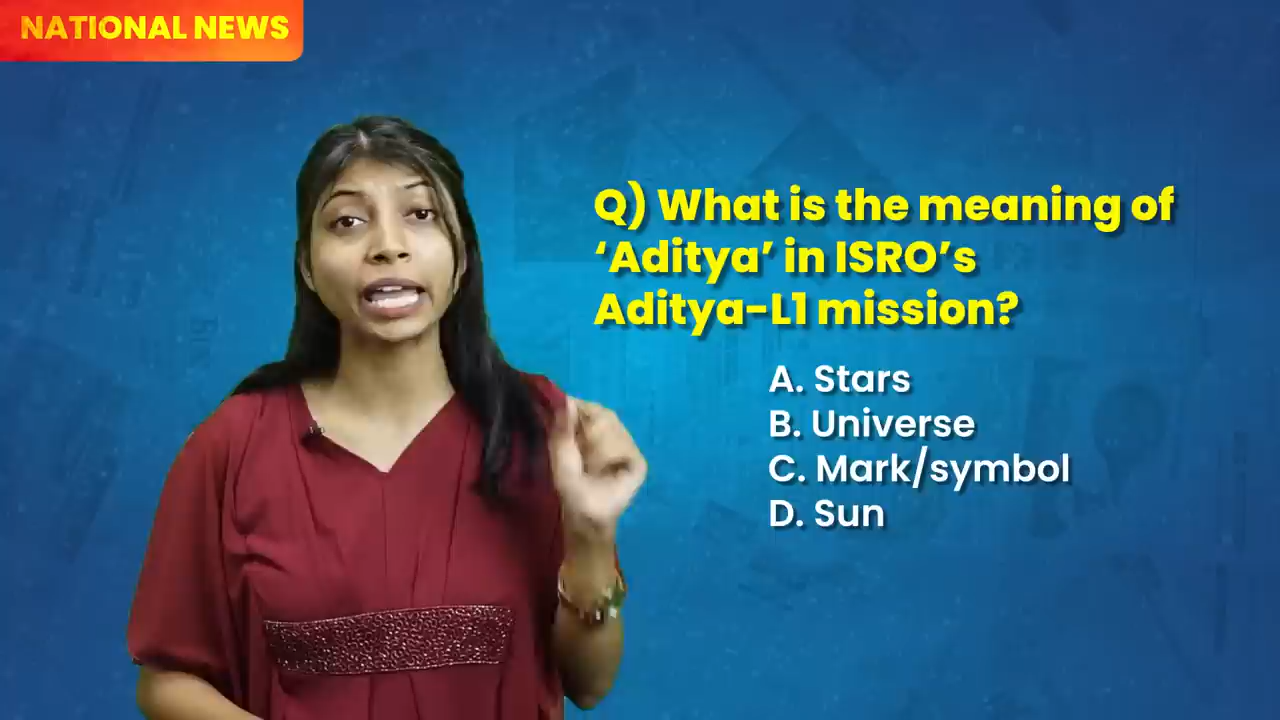 NATIONAL NEWS
Q) What is the meaning of
‘Aditya’ in ISRO’s
Aditya-L1 mission?
A. Stars
B. Universe
C. Mark/symbol
D. Sun